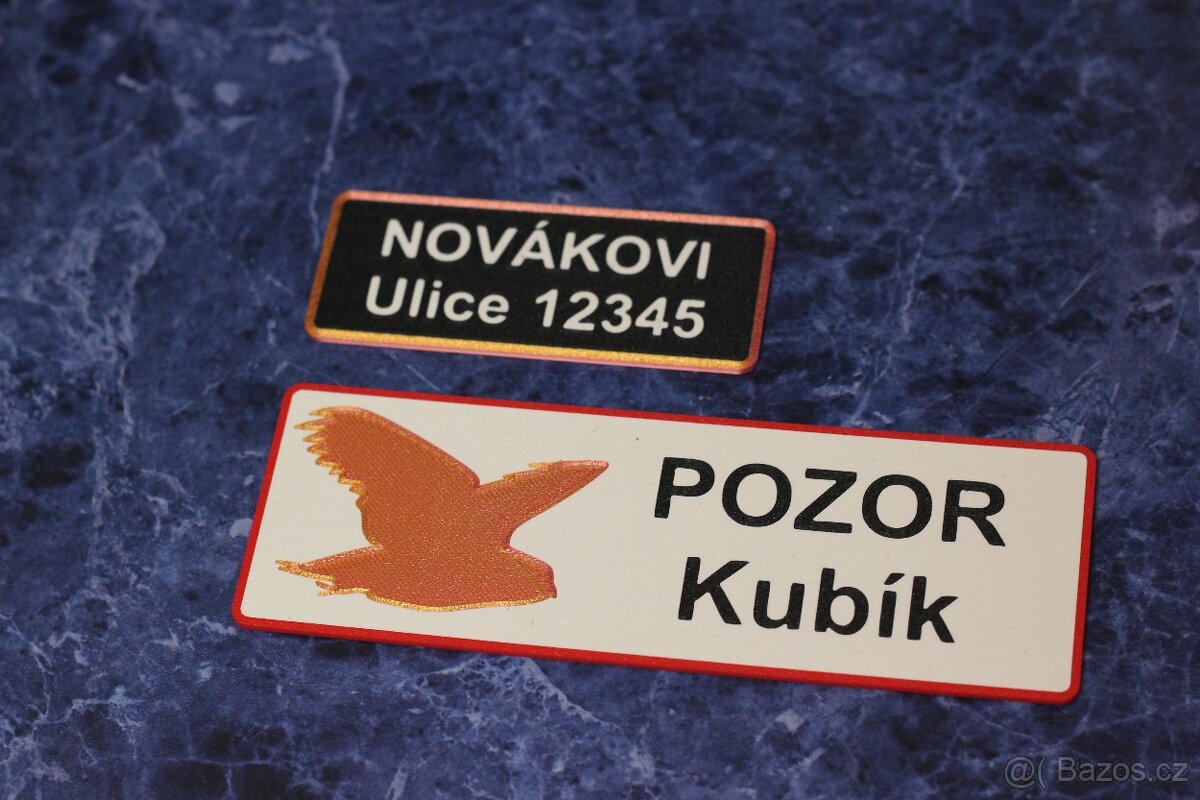 NOVÁKOVI
Ulice 12345
POZOR
Kubík
@( Bazos.cz